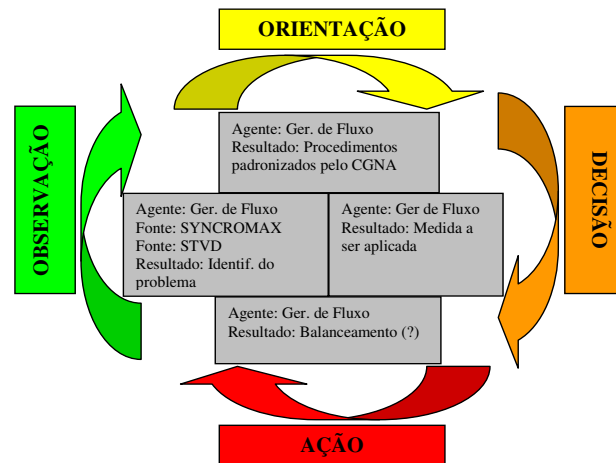 ORIENTAÇÃO
Agente: Ger. de Fluxo
Resultado: Procedimentos
padronizados pelo CGNA
OBSERVAÇÃO
Agente: Ger. de Fluxo
Fonte: SYNCROMAX
Fonte: STVD
Resultado: Identif. do
problema
Agente: Ger de Fluxo
Resultado: Medida a
ser aplicada
DECISÃO
Agente: Ger. de Fluxo
Resultado: Balanceamento (?)
AÇÃO